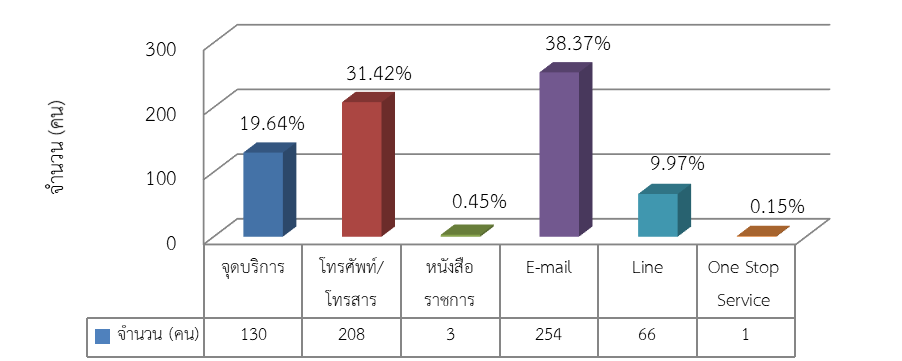 จำนวน (คน)
300
200
100
0
19.64%
31.42%
0.45%
38.37%
9.97%
0.15%
จุดบริการ
โทรศัพท์/
โทรสาร
หนังสือ
ราชการ
E-mail
Line
One Stop
Service
จำนวน (คน) 130 208 3 254 66 1